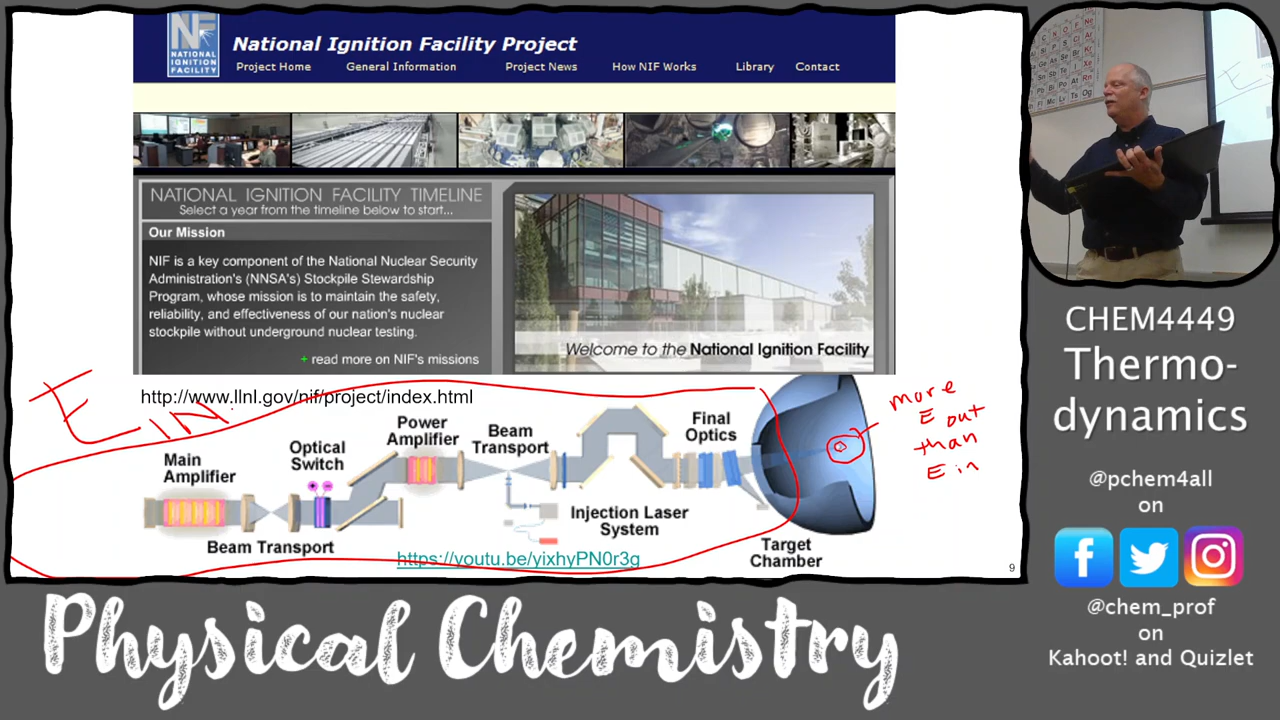 NIF
NATIONAL
IGNITION
FACILITY
National Ignition Facility Project
Project Home General Information Project News How NIF Works Library Contact
NATIONAL IGNITION FACILITY TIMELINE
Select a year from the timeline below to start...
Our Mission
NIF is a key component of the National Nuclear Security
Administration's (NNSA's) Stockpile Stewardship
Program, whose mission is to maintain the safety,
reliability, and effectiveness of our nation's nuclear
stockpile without underground nuclear testing.
+ read more on NIF's missions
Welcome to the National Ignition Facility
http://www.llnl.gov/nif/project/index.html
E IN
more
E out
than
E in
Main
Amplifier
Optical
Switch
Power
Amplifier
Beam
Transport
Final
Optics
Injection Laser
System
Beam Transport
Target
Chamber
https://youtu.be/yixhyPN0r3g
9
CHEM4449
Thermo-
dynamics
@pchem4all
on
@chem_prof
on
Kahoot! and Quizlet
Physical Chemistry